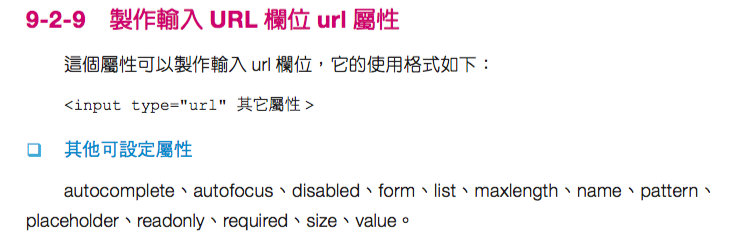 9-2-9 製作輸入 URL 欄位 url 屬性
這個屬性可以製作輸入 url 欄位，它的使用格式如下：
<input type="url" 其它屬性 >
❏ 其他可設定屬性
autocomplete、autofocus、disabled、form、list、maxlength、name、pattern、
placeholder、readonly、required、size、value。